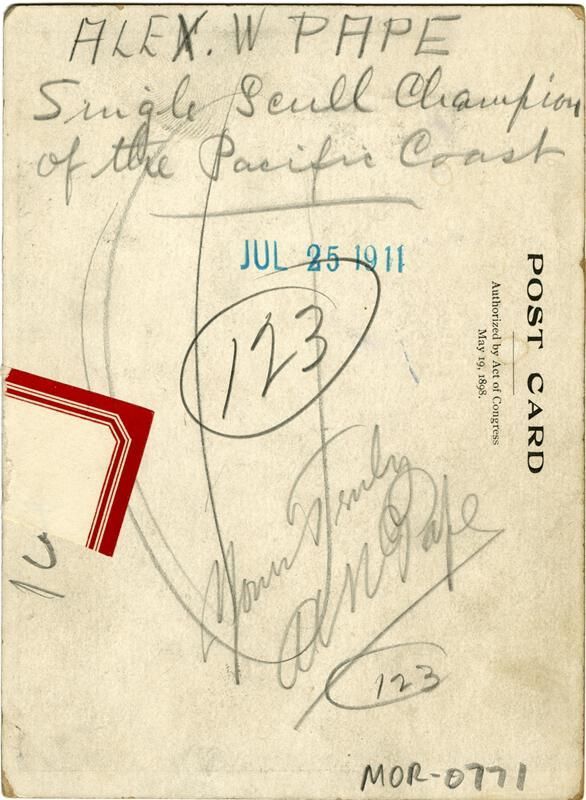 ALEX. W PAPE
Single Scull Champion
of the Pacific Coast
JUL 25 1911
123
POST CARD
Authorized by Act of Congress
May 19, 1898.
Yours Truly
Al W Pape
123
MOR-0771